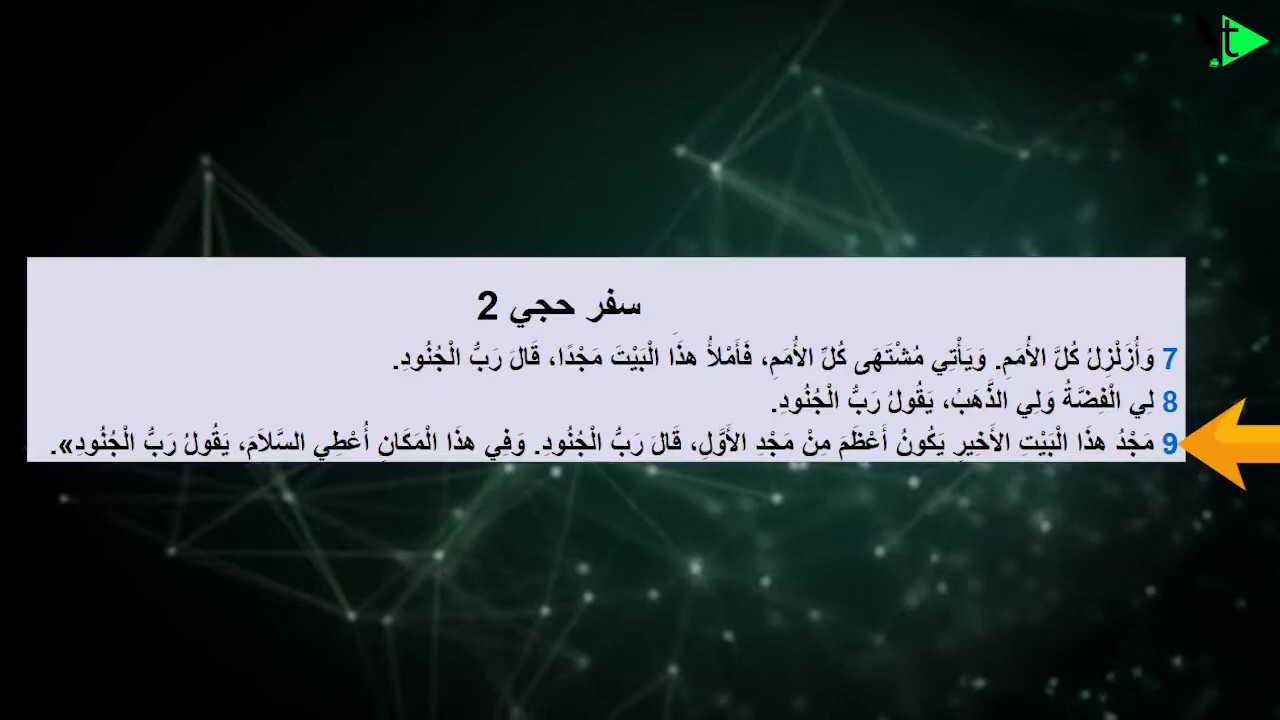 t
سفر حجي 2
7 وَأُزَلْزِلُ كُلَّ الأُمَمِ. وَيَأْتِي مُشْتَهَى كُلِّ الأُمَمِ، فَأَمْلأُ هذَا الْبَيْتَ مَجْدًا، قَالَ رَبُّ الْجُنُودِ.
8 لِي الْفِضَّةُ وَلِي الذَّهَبُ، يَقُولُ رَبُّ الْجُنُودِ.
9 مَجْدُ هذَا الْبَيْتِ الأَخِيرِ يَكُونُ أَعْظَمَ مِنْ مَجْدِ الأَوَّلِ، قَالَ رَبُّ الْجُنُودِ. وَفِي هذَا الْمَكَانِ أُعْطِي السَّلاَمَ، يَقُولُ رَبُّ الْجُنُودِ».